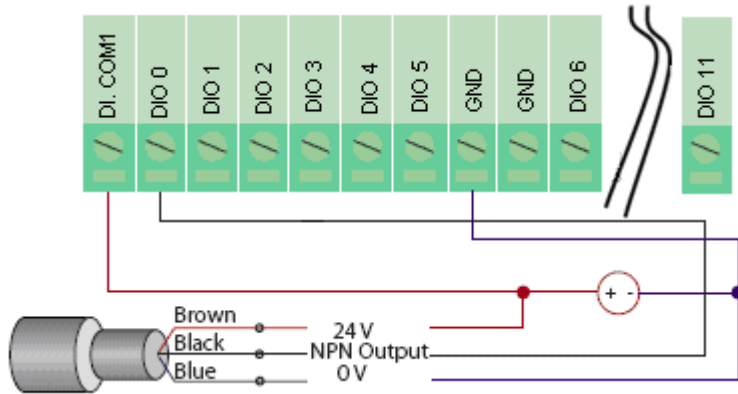 DI. COM1
DIO 0
DIO 1
DIO 2
DIO 3
DIO 4
DIO 5
GND
GND
DIO 6
DIO 11
+ -
Brown
24 V
Black
NPN Output
Blue
0 V